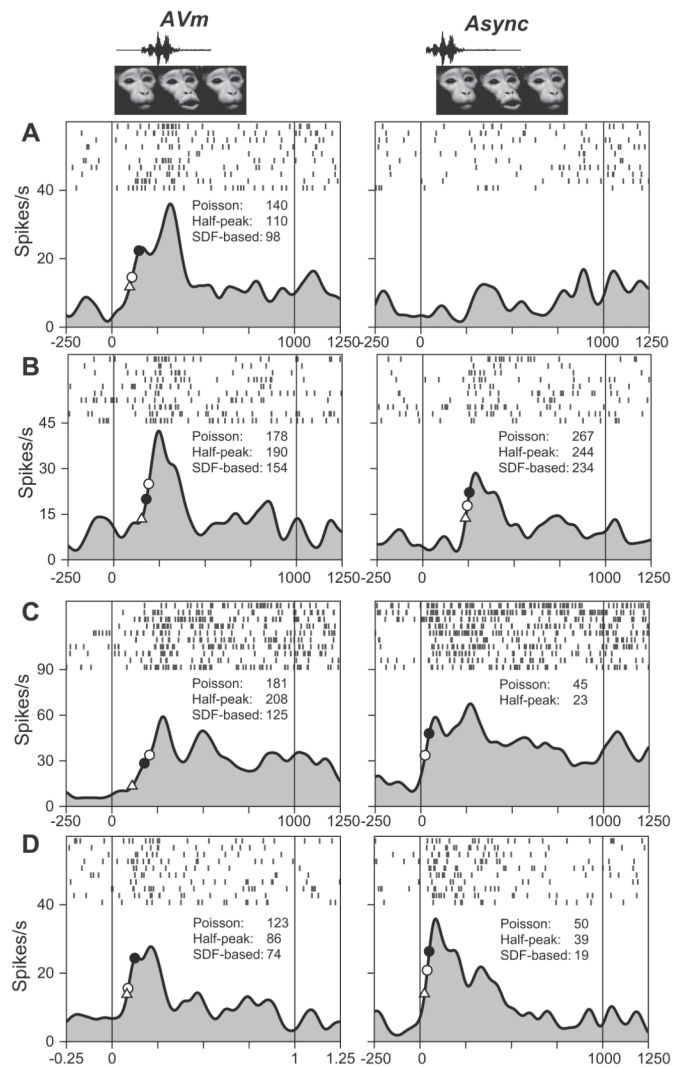 AVm
Async
A
Spikes/s
40
20
0
Poisson: 140
Half-peak: 110
SDF-based: 98
-250 0 1000 1250
-250 0 1000 1250
B
Spikes/s
45
30
15
0
Poisson: 178
Half-peak: 190
SDF-based: 154
Poisson: 267
Half-peak: 244
SDF-based: 234
-250 0 1000 1250
-250 0 1000 1250
C
Spikes/s
90
60
30
0
Poisson: 181
Half-peak: 208
SDF-based: 125
Poisson: 45
Half-peak: 23
-250 0 1000 1250
-250 0 1000 1250
D
Spikes/s
40
20
0
Poisson: 123
Half-peak: 86
SDF-based: 74
Poisson: 50
Half-peak: 39
SDF-based: 19
-0.25 0 1 1.25
-250 0 1000 1250